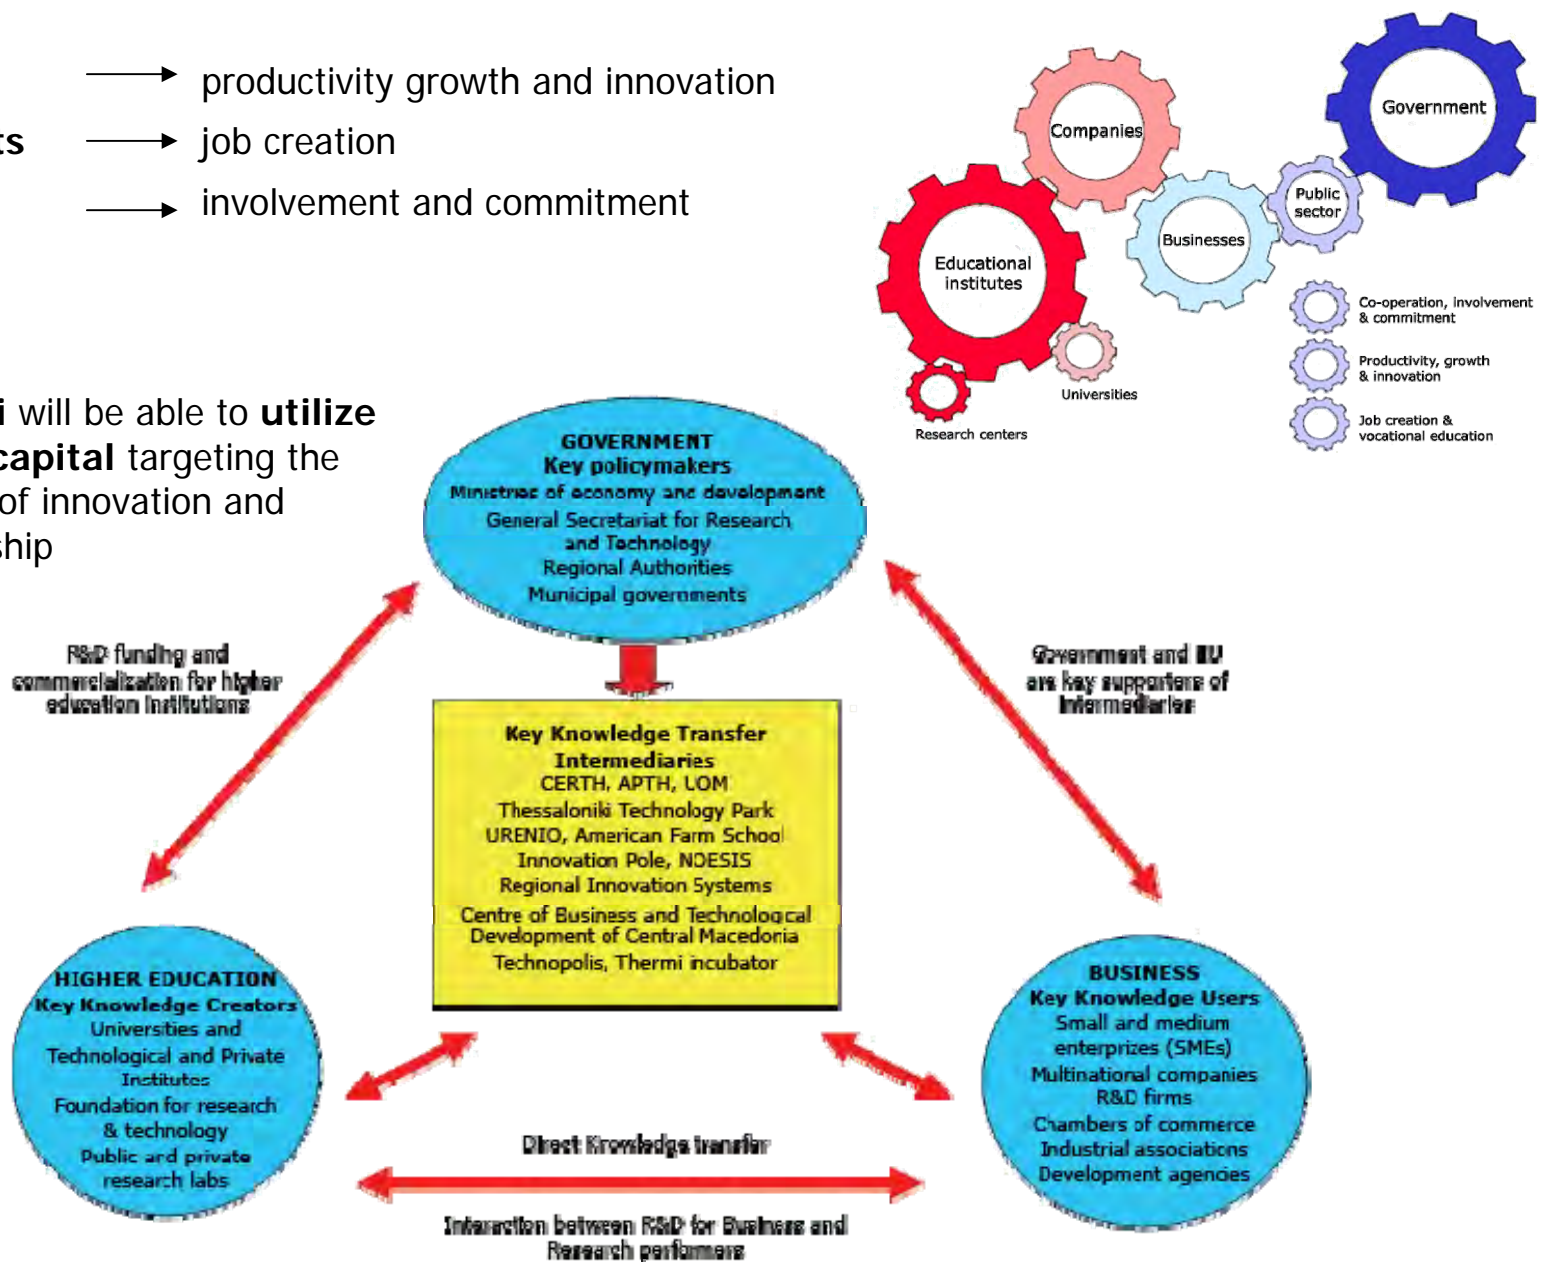 productivity growth and innovation
ts
job creation
involvement and commitment
i will be able to utilize
capital targeting the
of innovation and
ship
Government
Companies
Public
sector
Businesses
Educational
institutes
Universities
Research centers
Co-operation, involvement
& commitment
Productivity, growth
& innovation
Job creation &
vocational education
GOVERNMENT
Key policymakers
Ministries of economy and development
General Secretariat for Research
and Technology
Regional Authorities
Municipal governments
R&D funding and
commercialization for higher
education institutions
Government and EU
are key supporters of
intermediaries
Key Knowledge Transfer
Intermediaries
CERTH, APTH, UOM
Thessaloniki Technology Park
URENIO, American Farm School
Innovation Pole, NOESIS
Regional Innovation Systems
Centre of Business and Technological
Development of Central Macedonia
Technopolis, Thermi incubator
HIGHER EDUCATION
Key Knowledge Creators
Universities and
Technological and Private
Institutes
Foundation for research
& technology
Public and private
research labs
BUSINESS
Key Knowledge Users
Small and medium
enterprizes (SMEs)
Multinational companies
R&D firms
Chambers of commerce
Industrial associations
Development agencies
Direct Knowledge transfer
Interaction between R&D for Business and
Research performers